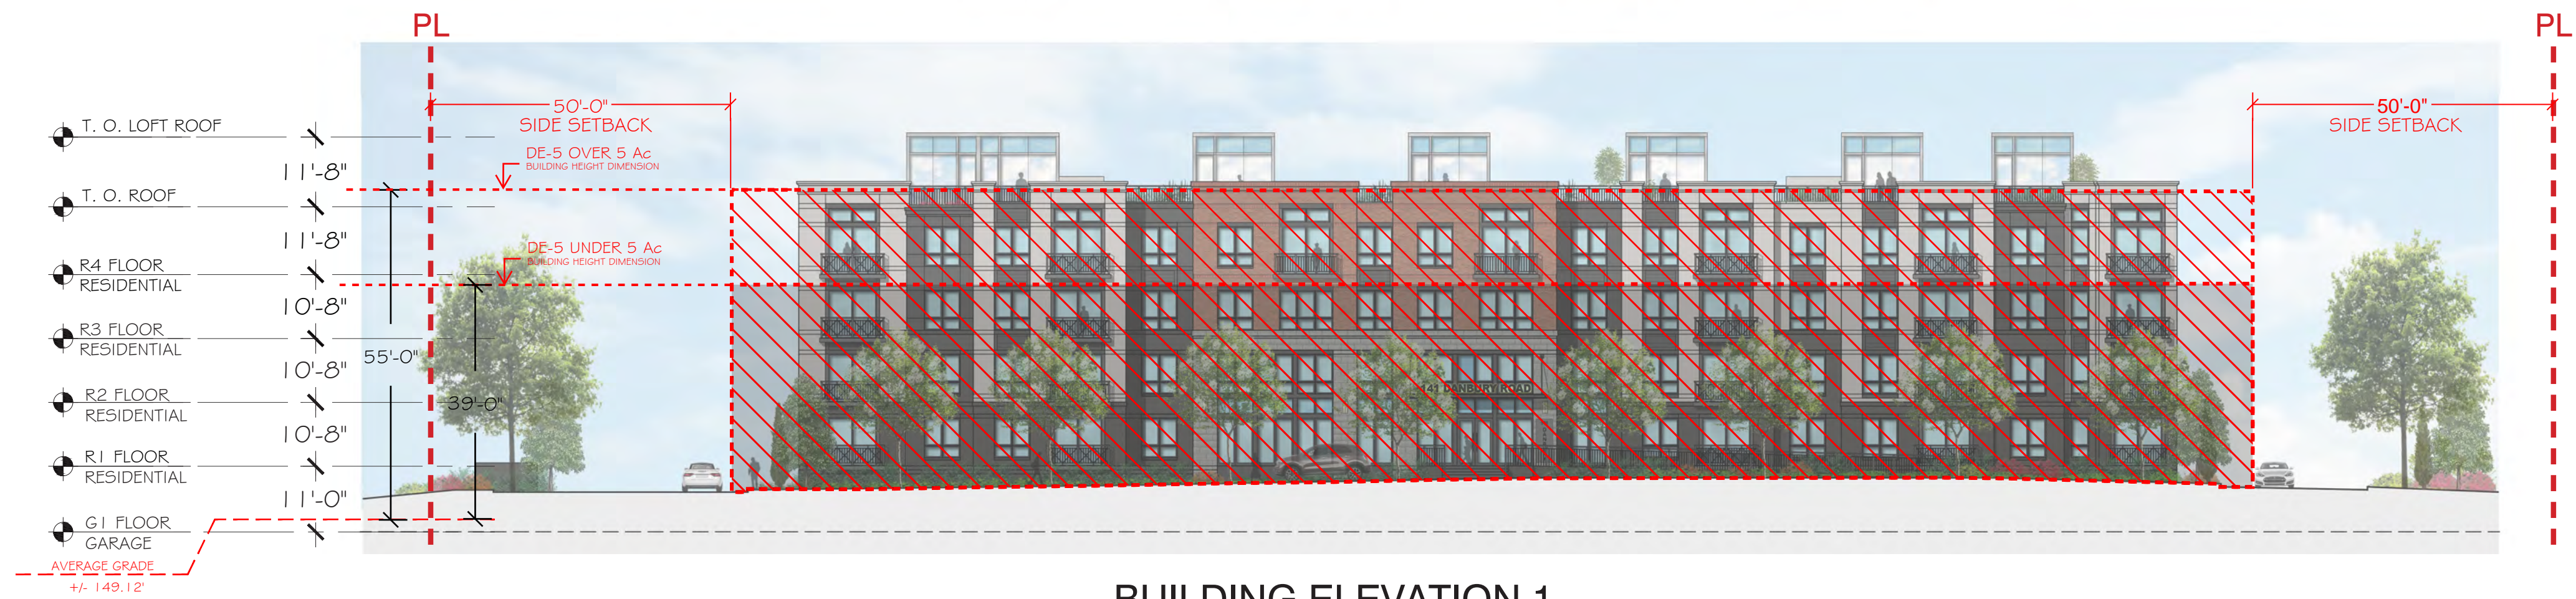 PL
PL
50'-0"
SIDE SETBACK
50'-0"
SIDE SETBACK
T. O. LOFT ROOF
DE-5 OVER 5 Ac
BUILDING HEIGHT DIMENSION
11'-8"
T. O. ROOF
11'-8"
DE-5 UNDER 5 Ac
BUILDING HEIGHT DIMENSION
R4 FLOOR
RESIDENTIAL
10'-8"
R3 FLOOR
RESIDENTIAL
55'-0"
10'-8"
141 DANBURY ROAD
R2 FLOOR
RESIDENTIAL
39'-0"
10'-8"
R1 FLOOR
RESIDENTIAL
11'-0"
G1 FLOOR
GARAGE
AVERAGE GRADE
+/- 149.12'
BUILDING ELEVATION 1